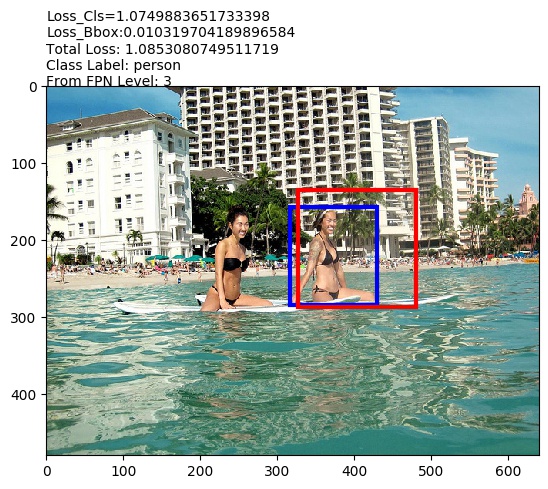 Loss_Cls=1.0749883651733398
Loss_Bbox:0.010319704189896584
Total Loss: 1.0853080749511719
Class Label: person
From FPN Level: 3
0
100
200
300
400
0 100 200 300 400 500 600